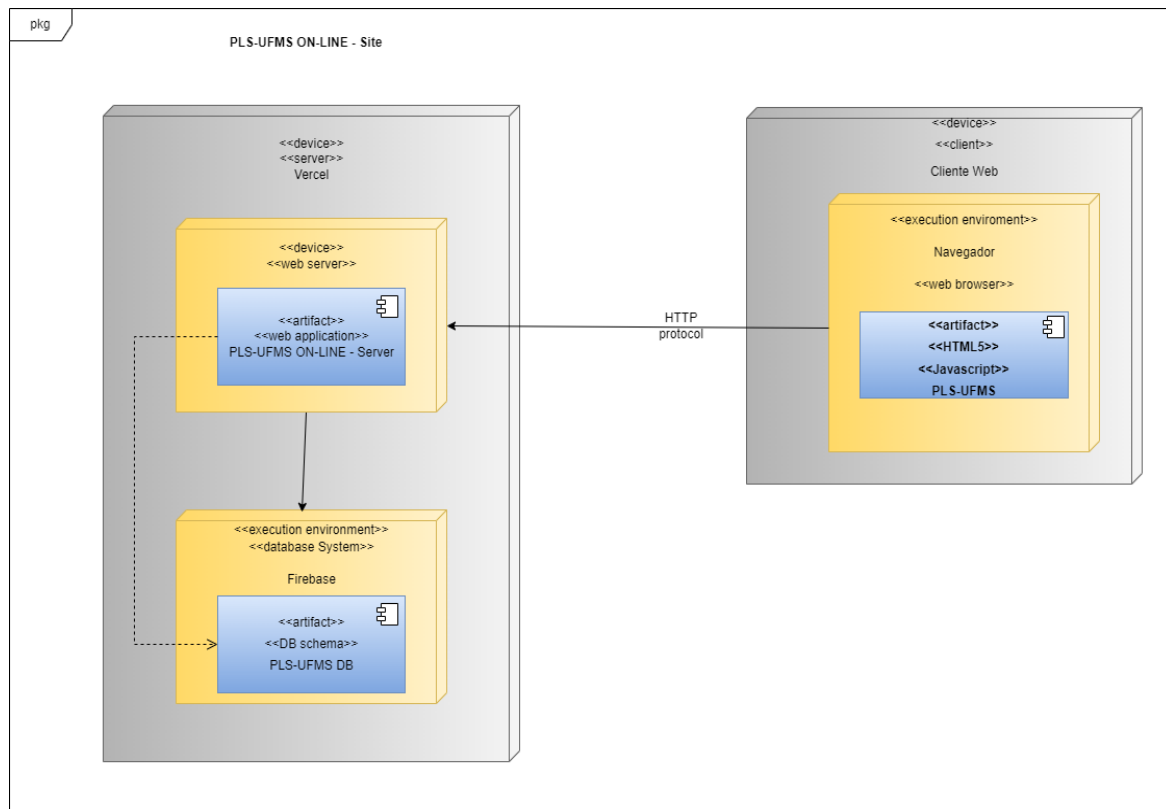 pkg
PLS-UFMS ON-LINE - Site
<<device>>
<<server>>
Vercel
<<device>>
<<web server>>
<<artifact>>
<<web application>>
PLS-UFMS ON-LINE - Server
<<execution environment>>
<<database System>>
Firebase
<<artifact>>
<<DB schema>>
PLS-UFMS DB
HTTP
protocol
<<device>>
<<client>>
Cliente Web
<<execution enviroment>>
Navegador
<<web browser>>
<<artifact>>
<<HTML5>>
<<Javascript>>
PLS-UFMS